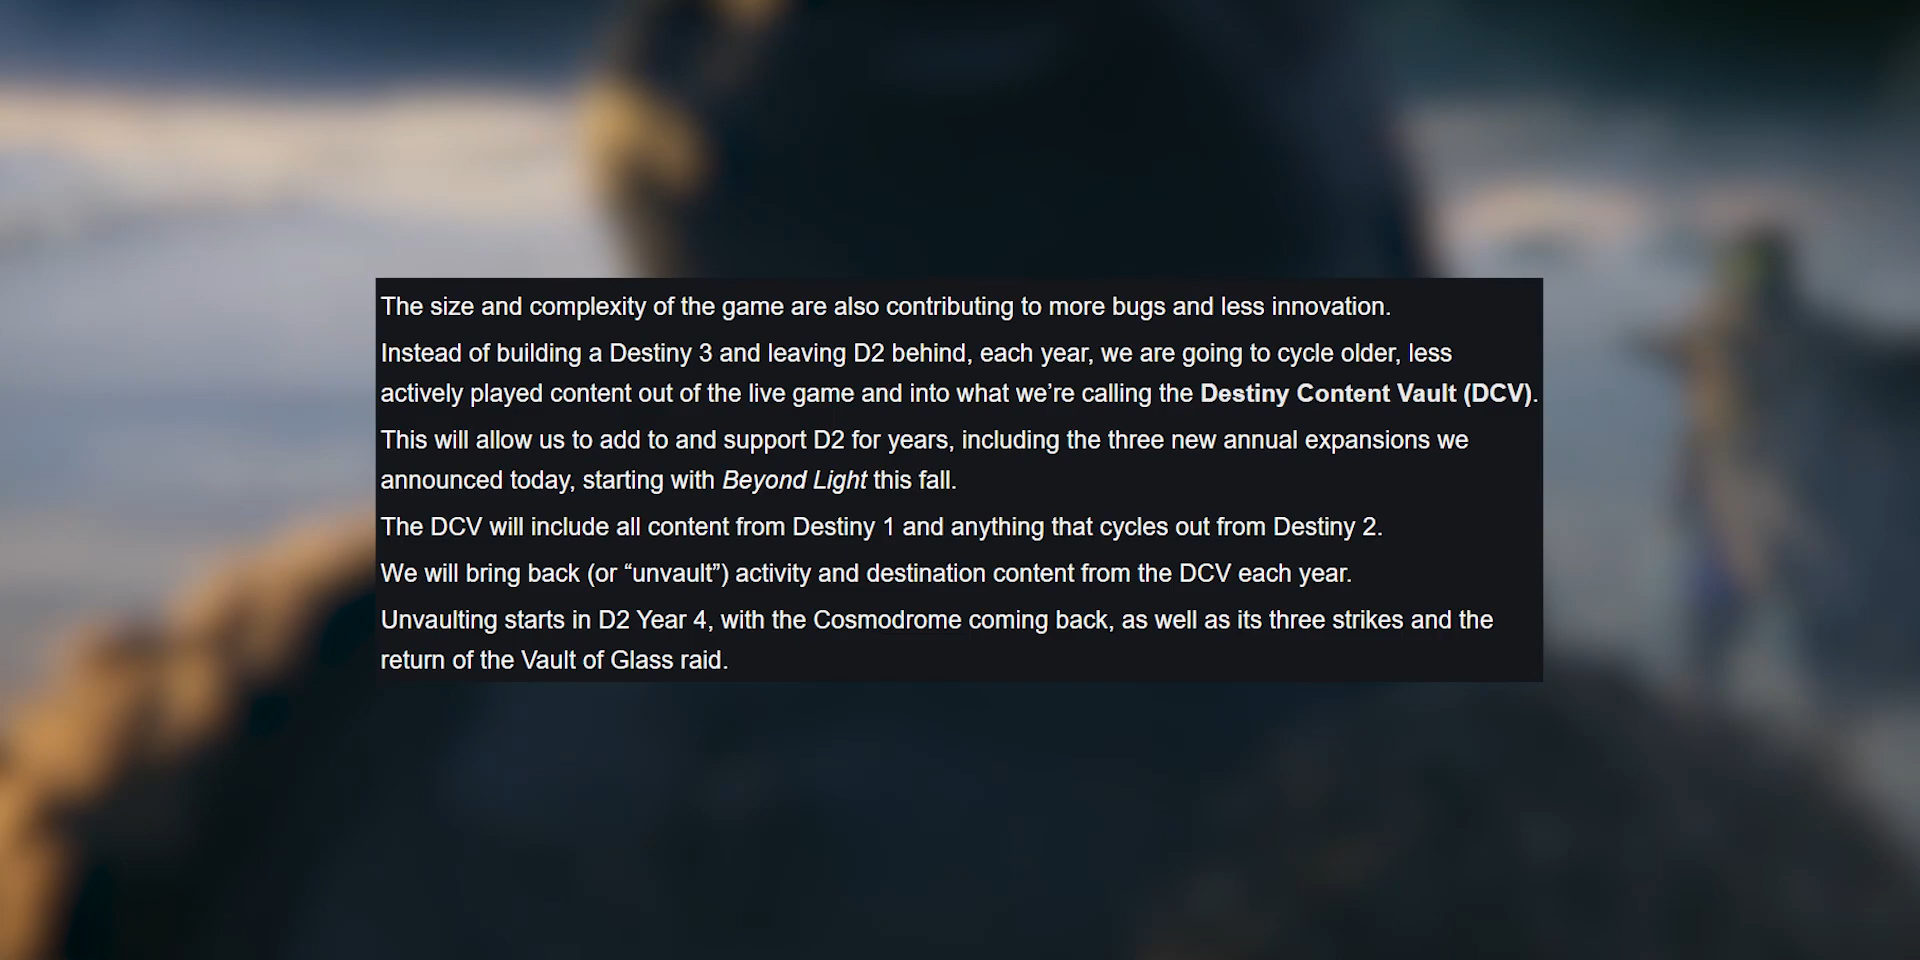 The size and complexity of the game are also contributing to more bugs and less innovation.
Instead of building a Destiny 3 and leaving D2 behind, each year, we are going to cycle older, less
actively played content out of the live game and into what we’re calling the Destiny Content Vault (DCV).
This will allow us to add to and support D2 for years, including the three new annual expansions we
announced today, starting with Beyond Light this fall.
The DCV will include all content from Destiny 1 and anything that cycles out from Destiny 2.
We will bring back (or “unvault”) activity and destination content from the DCV each year.
Unvaulting starts in D2 Year 4, with the Cosmodrome coming back, as well as its three strikes and the
return of the Vault of Glass raid.